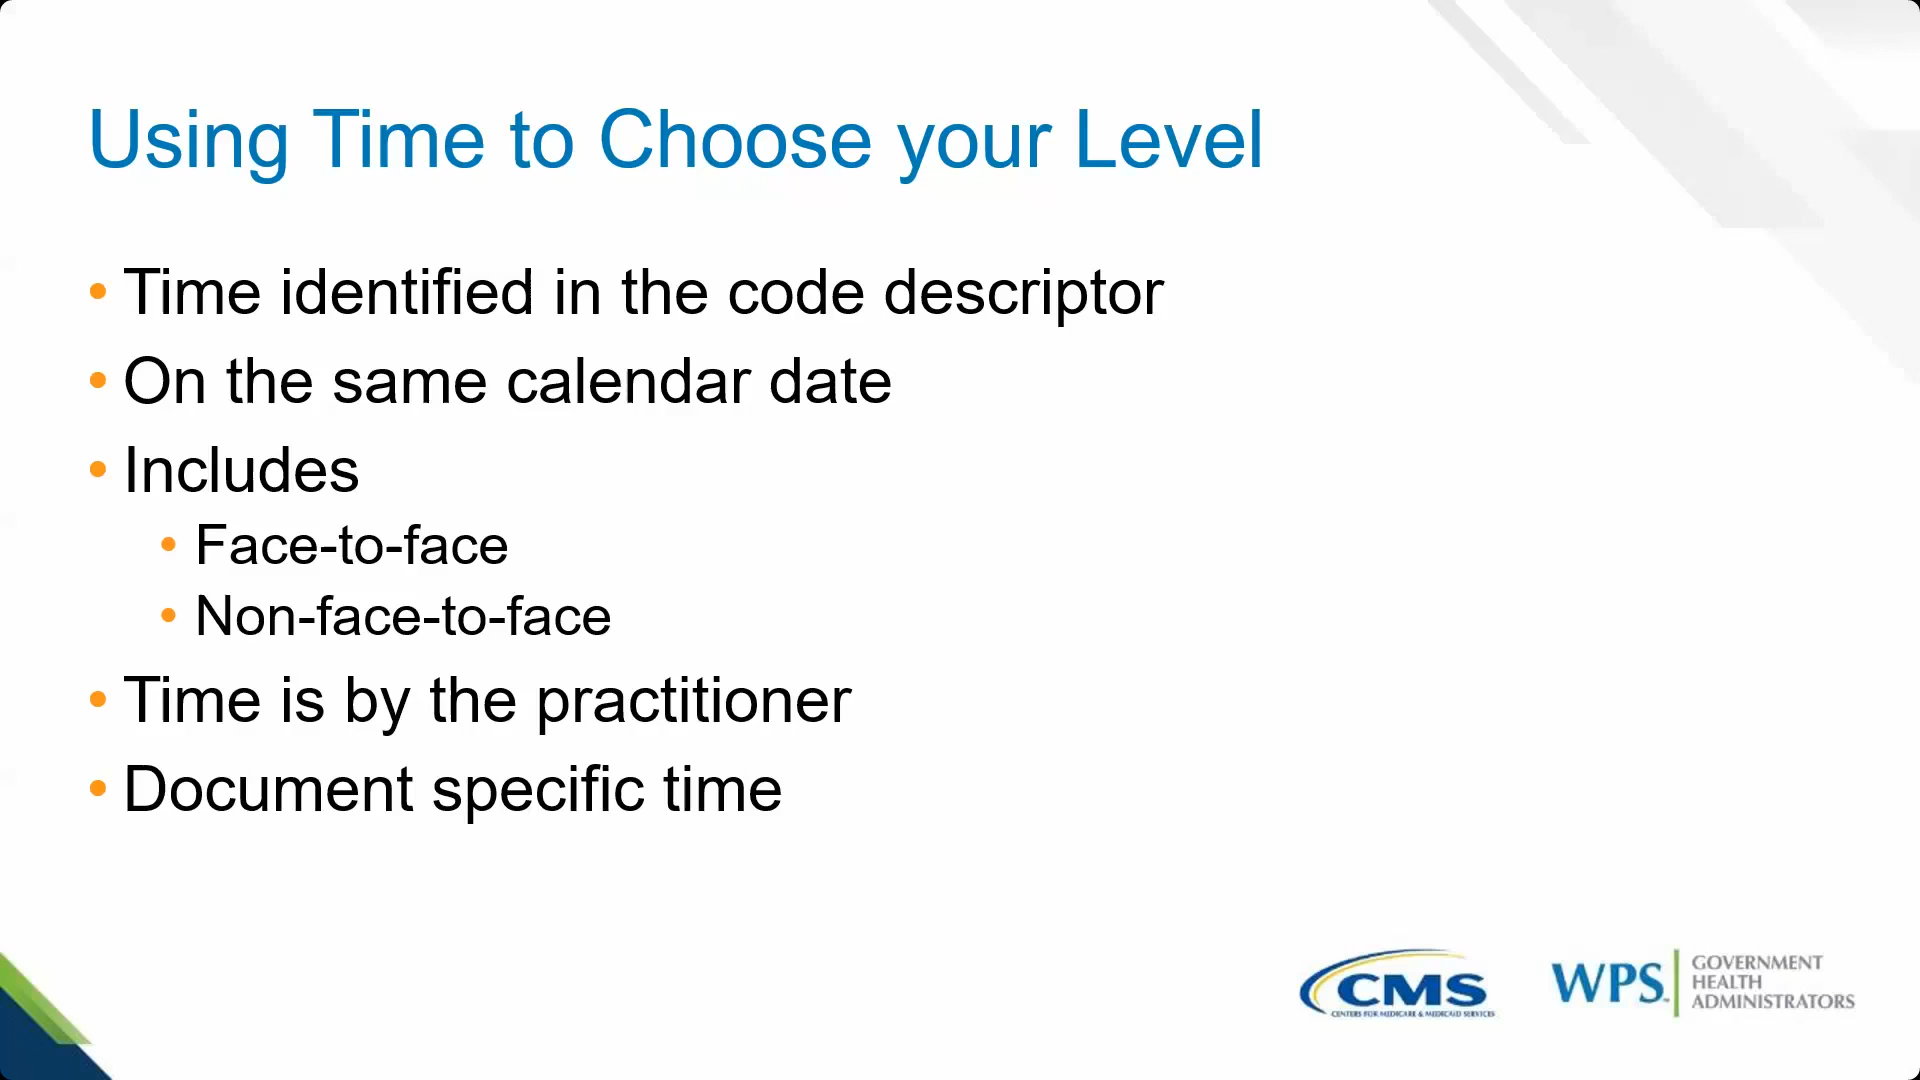 Using Time to Choose your Level
• Time identified in the code descriptor
• On the same calendar date
• Includes
• Face-to-face
• Non-face-to-face
• Time is by the practitioner
• Document specific time
CMS
CENTERS FOR MEDICARE & MEDICAID SERVICES
WPS
GOVERNMENT
HEALTH
ADMINISTRATORS